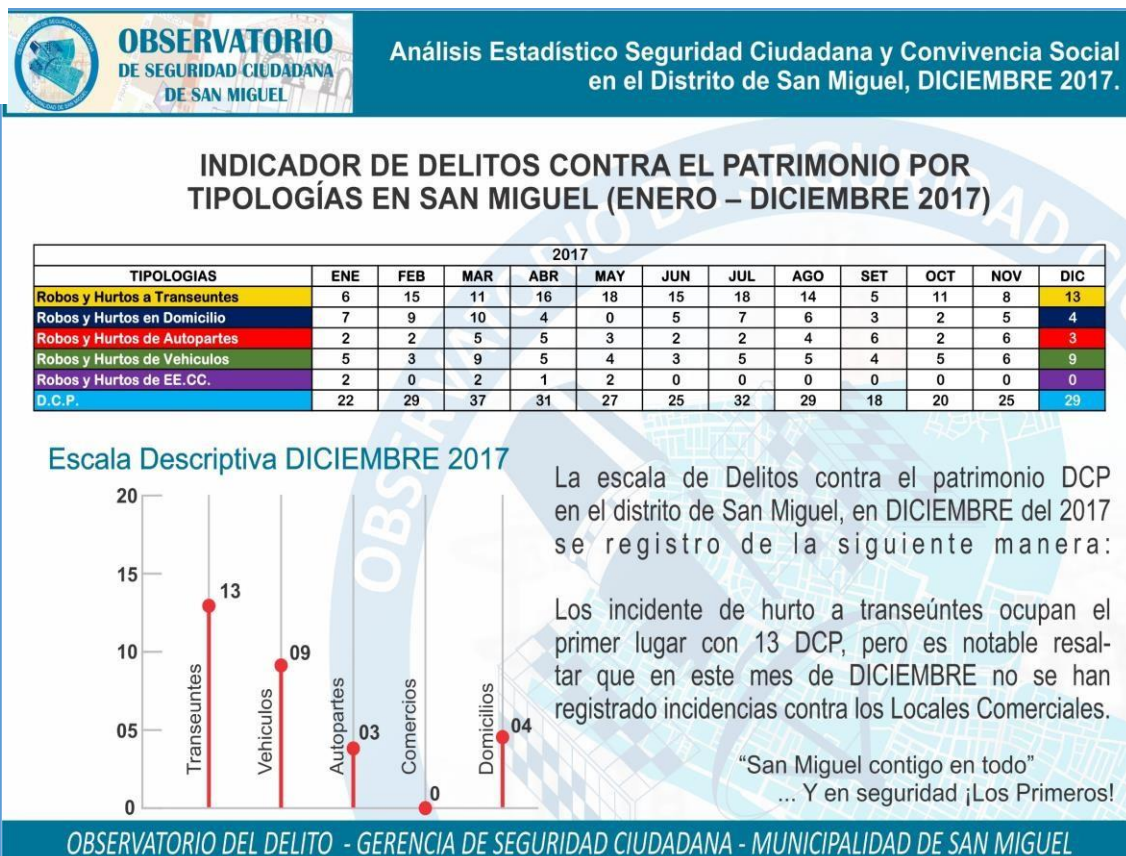 OBSERVATORIO
DE SEGURIDAD CIUDADANA
DE SAN MIGUEL
Análisis Estadístico Seguridad Ciudadana y Convivencia Social
en el Distrito de San Miguel, DICIEMBRE 2017.
INDICADOR DE DELITOS CONTRA EL PATRIMONIO POR
TIPOLOGÍAS EN SAN MIGUEL (ENERO – DICIEMBRE 2017)
2017
TIPOLOGIAS ENE FEB MAR ABR MAY JUN JUL AGO SET OCT NOV DIC
Robos y Hurtos a Transeuntes 6 15 11 16 18 15 18 14 5 11 8 13
Robos y Hurtos en Domicilio 7 9 10 4 0 5 7 6 3 2 5 4
Robos y Hurtos de Autopartes 2 2 5 5 3 2 2 4 6 2 6 3
Robos y Hurtos de Vehiculos 5 3 9 5 4 3 5 5 4 5 6 9
Robos y Hurtos de EE.CC. 2 0 2 1 2 0 0 0 0 0 0 0
D.C.P. 22 29 37 31 27 25 32 29 18 20 25 29
Escala Descriptiva DICIEMBRE 2017
20
15
10
05
0
Transeuntes
13
Vehiculos
09
Autopartes
03
Comercios
0
Domicilios
04
La escala de Delitos contra el patrimonio DCP
en el distrito de San Miguel, en DICIEMBRE del 2017
se registro de la siguiente manera:
Los incidente de hurto a transeúntes ocupan el
primer lugar con 13 DCP, pero es notable resal-
tar que en este mes de DICIEMBRE no se han
registrado incidencias contra los Locales Comerciales.
“San Miguel contigo en todo”
... Y en seguridad ¡Los Primeros!
OBSERVATORIO DEL DELITO - GERENCIA DE SEGURIDAD CIUDADANA - MUNICIPALIDAD DE SAN MIGUEL